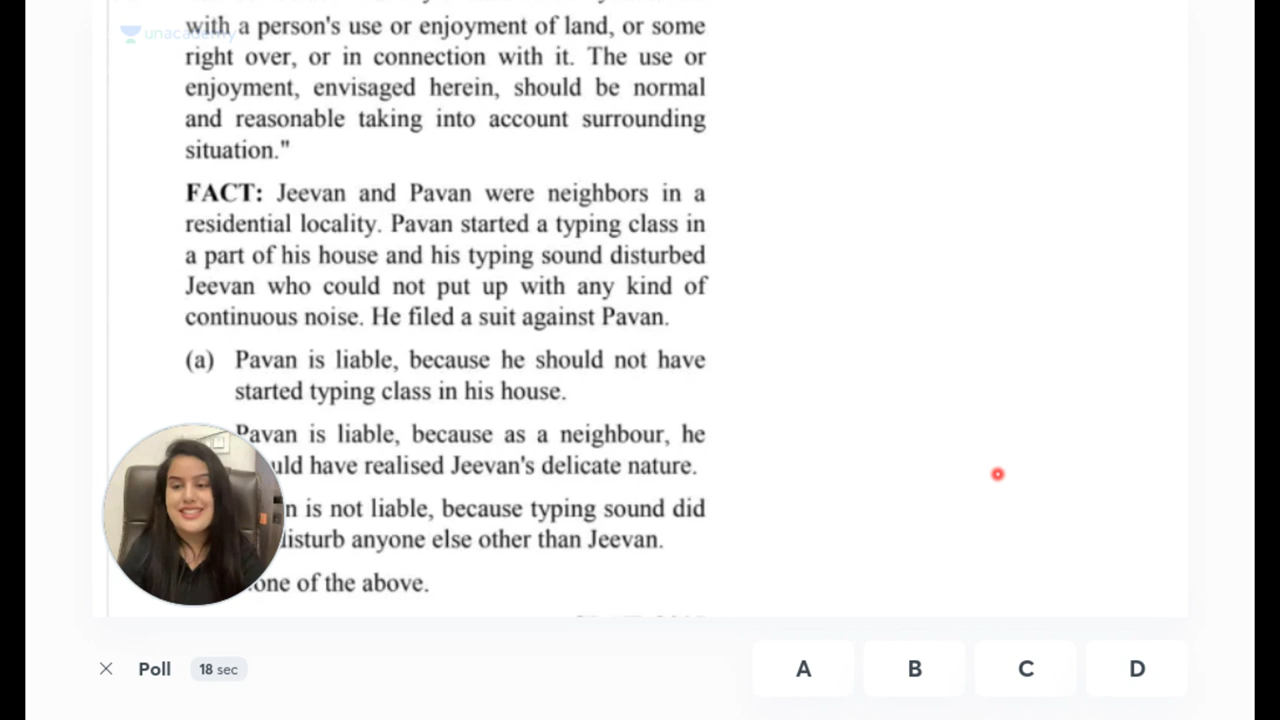 unacademy
with a person's use or enjoyment of land, or some
right over, or in connection with it. The use or
enjoyment, envisaged herein, should be normal
and reasonable taking into account surrounding
situation."
FACT: Jeevan and Pavan were neighbors in a
residential locality. Pavan started a typing class in
a part of his house and his typing sound disturbed
Jeevan who could not put up with any kind of
continuous noise. He filed a suit against Pavan.
(a) Pavan is liable, because he should not have
started typing class in his house.
Pavan is liable, because as a neighbour, he
have realised Jeevan's delicate nature.
is not liable, because typing sound did
disturb anyone else other than Jeevan.
of the above.
Poll 18 sec
A B C D